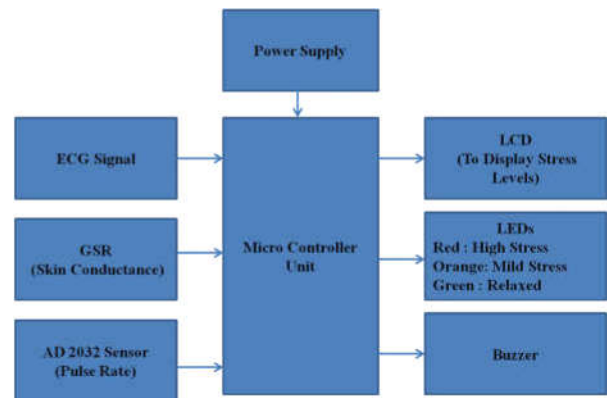 Power Supply
ECG Signal
GSR
(Skin Conductance)
AD 2032 Sensor
(Pulse Rate)
Micro Controller
Unit
LCD
(To Display Stress
Levels)
LEDs
Red : High Stress
Orange: Mild Stress
Green : Relaxed
Buzzer